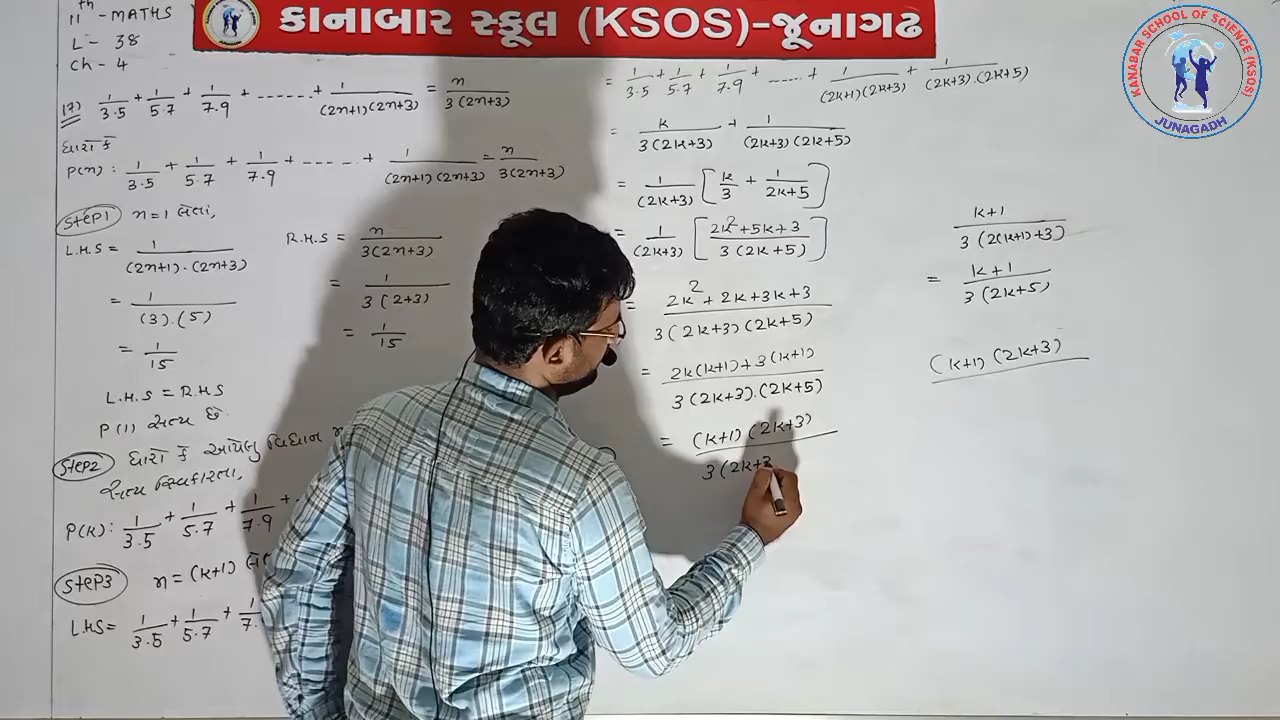 કાનાબાર સ્કૂલ (KSOS)-જૂનાગઢ
KANABAR SCHOOL OF SCIENCE (KSOS)
JUNAGADH
11th - MATHS
L - 38
Ch - 4
17) 1/3.5 + 1/5.7 + 1/7.9 + ------- + 1/(2n+1)(2n+3) = n/3(2n+3)
ધારો કે
P(n): 1/3.5 + 1/5.7 + 1/7.9 + ------ + 1/(2n+1)(2n+3) = n/3(2n+3)
Step1 n=1 લેતાં,
L.H.S = 1/(2n+1).(2n+3)
= 1/(3).(5)
= 1/15
R.H.S = n/3(2n+3)
= 1/3(2+3)
= 1/15
L.H.S = R.H.S
P(1) સત્ય છે.
Step2 ધારો કે આપેલું વિધાન
સત્ય સ્વિકારતા,
P(k): 1/3.5 + 1/5.7 + 1/7.9 +
Step3 n = (k+1)
L.H.S = 1/3.5 + 1/5.7 + 1/7.
= 1/3.5 + 1/5.7 + 1/7.9 + ------ + 1/(2k+1)(2k+3) + 1/(2k+3).(2k+5)
= k/3(2k+3) + 1/(2k+3)(2k+5)
= 1/(2k+3) [k/3 + 1/2k+5]
= 1/(2k+3) [2k²+5k+3/3(2k+5)]
= 2k²+2k+3k+3/3(2k+3)(2k+5)
= 2k(k+1)+3(k+1)/3(2k+3).(2k+5)
= (k+1)(2k+3)/3(2k+3
k+1/3(2(k+1)+3)
= k+1/3(2k+5)
(k+1)(2k+3)